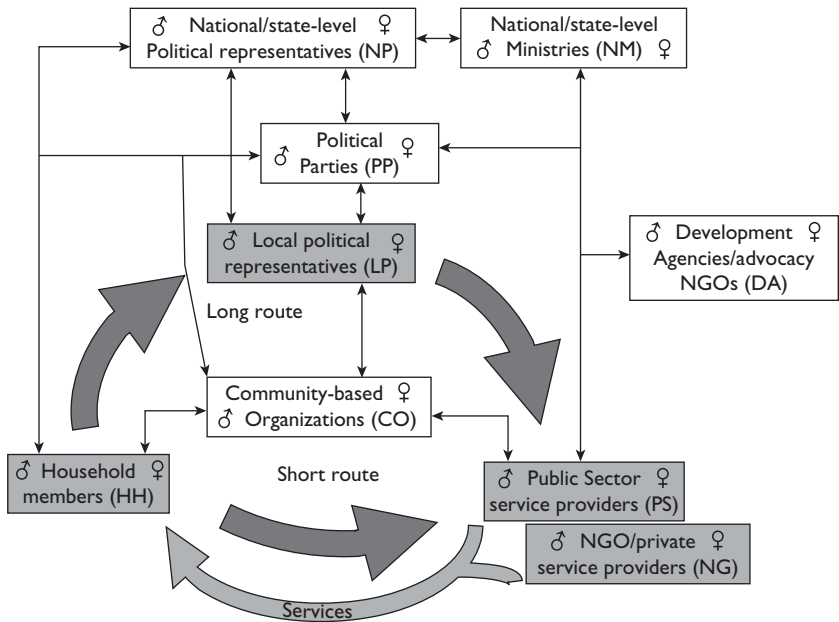 ♂ National/state-level ♀
Political representatives (NP)
National/state-level
♂ Ministries (NM) ♀
♂ Political ♀
Parties (PP)
♂ Local political ♀
representatives (LP)
♂ Development ♀
Agencies/advocacy
NGOs (DA)
Long route
Community-based ♀
♂ Organizations (CO)
♂ Household ♀
members (HH)
Short route
♂ Public Sector ♀
service providers (PS)
♂ NGO/private ♀
service providers (NG)
Services